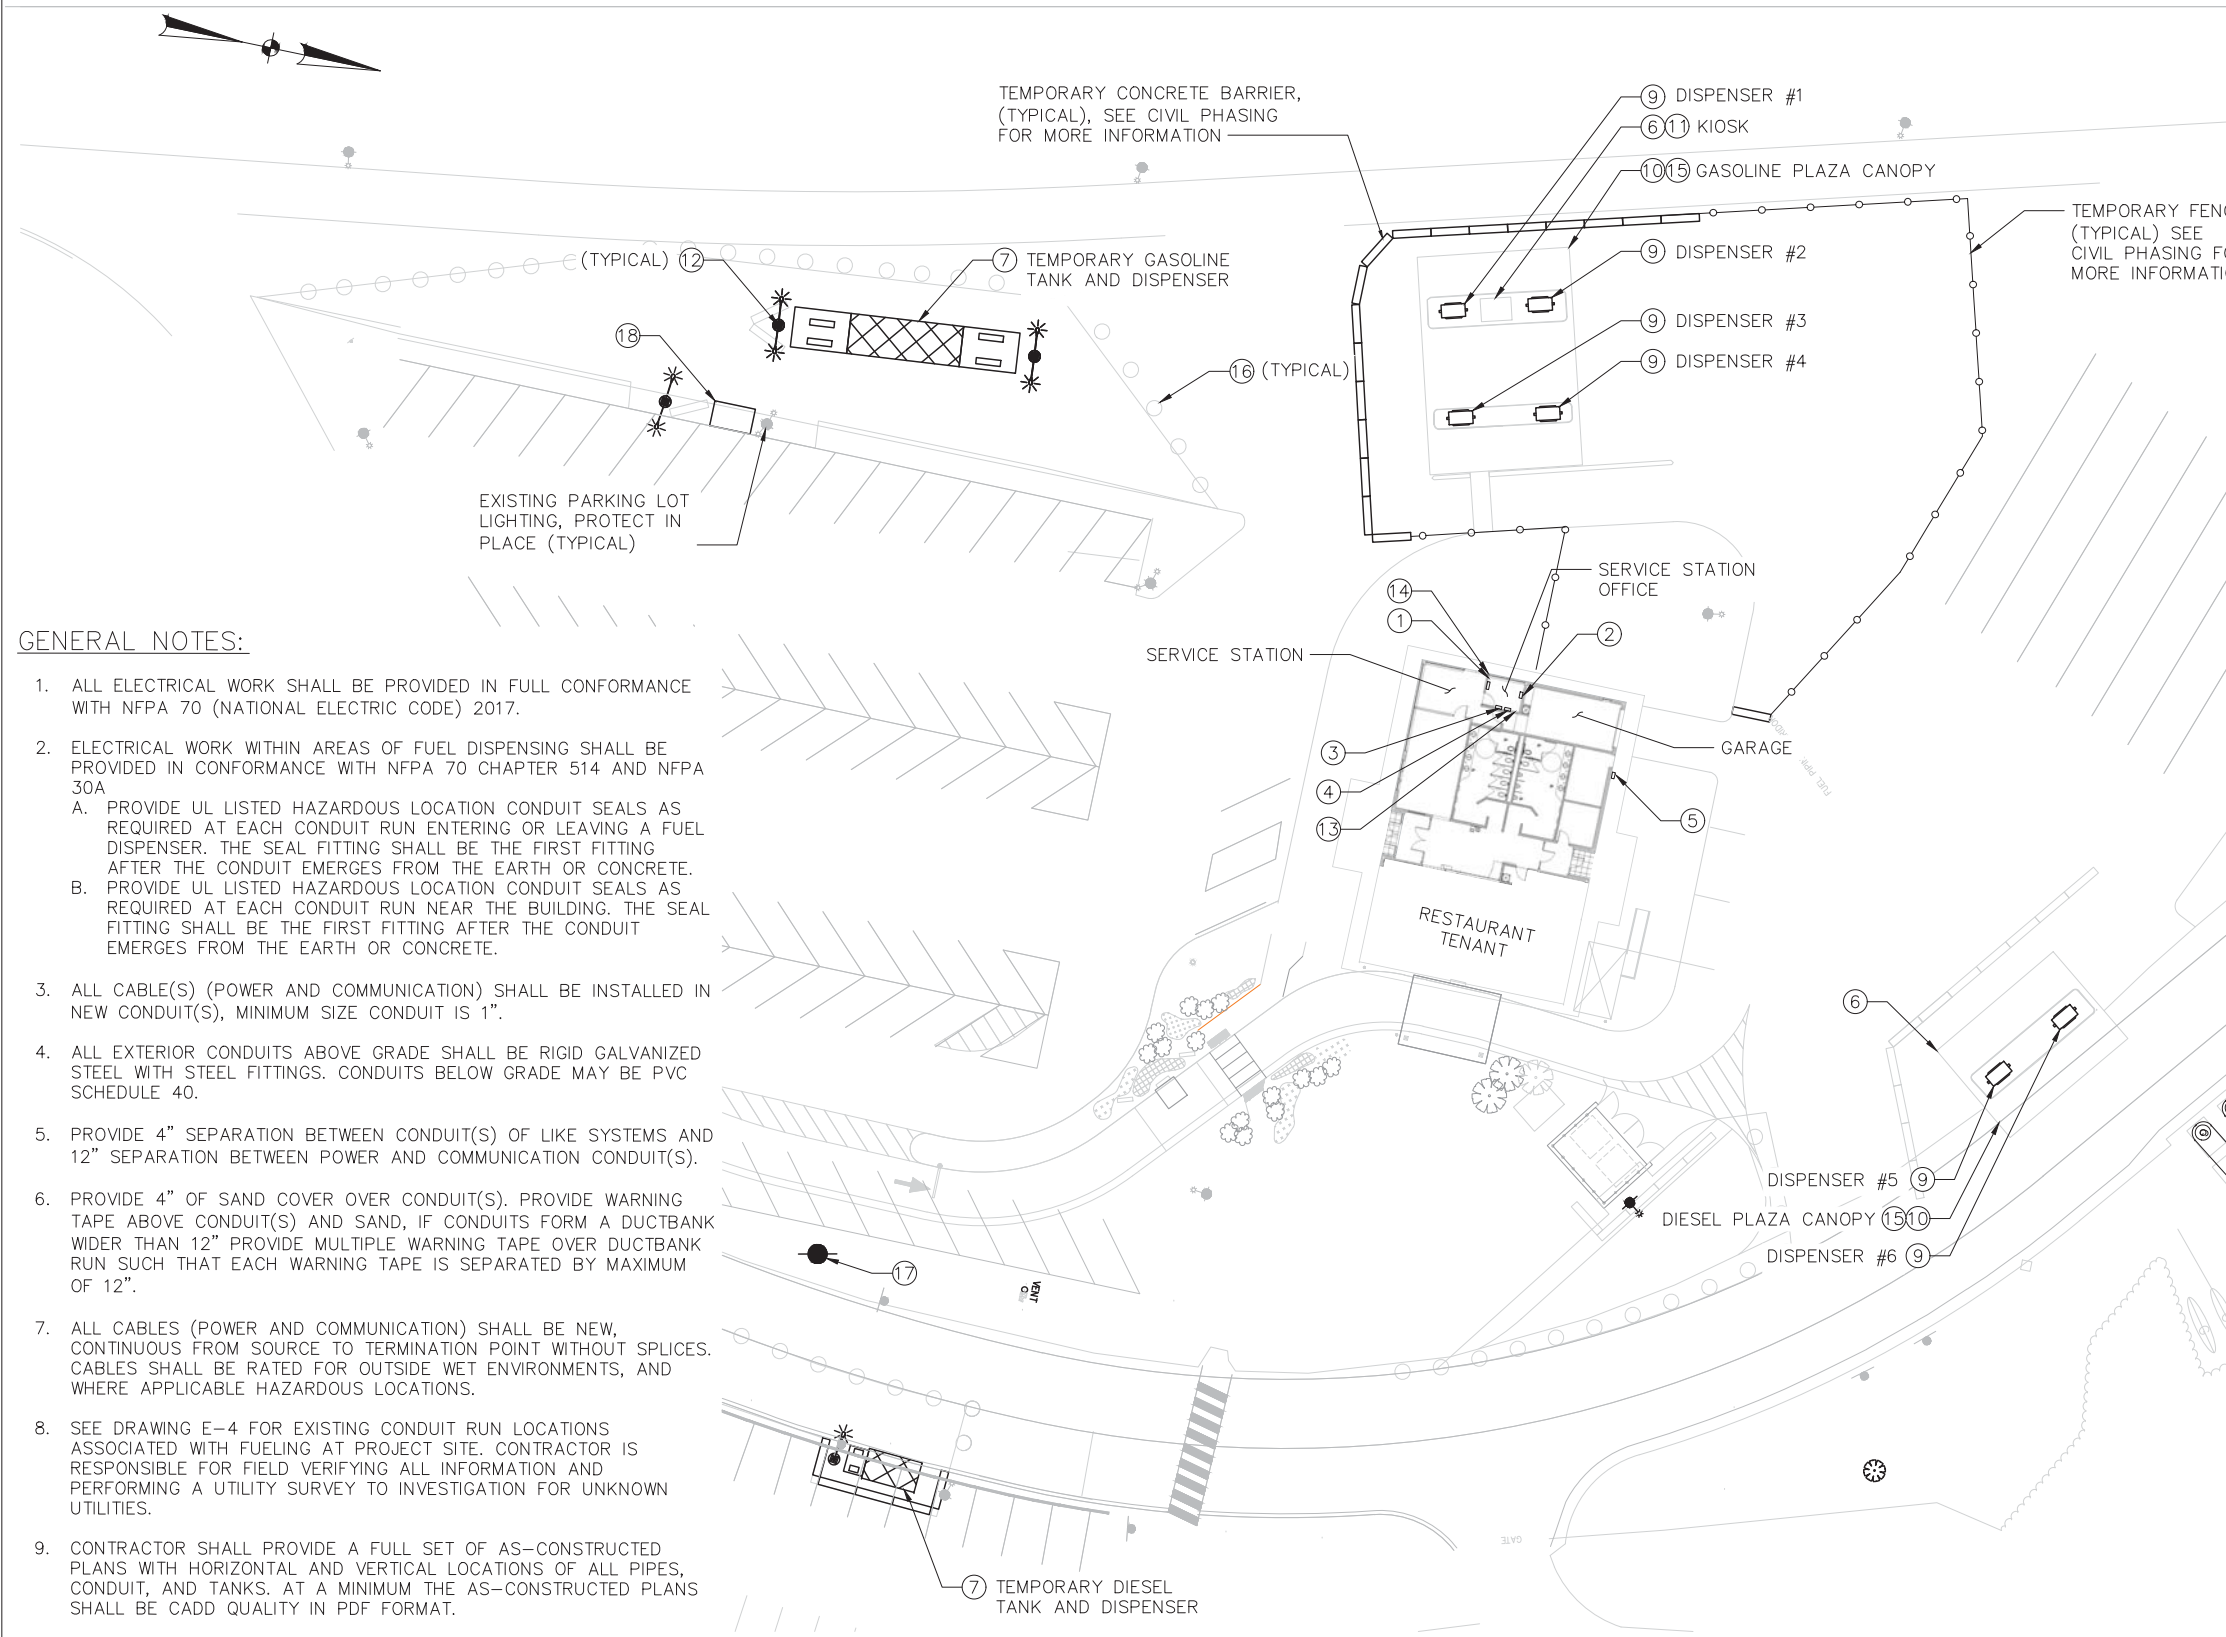 TEMPORARY CONCRETE BARRIER,
(TYPICAL), SEE CIVIL PHASING
FOR MORE INFORMATION
9 DISPENSER #1
6 11 KIOSK
10 15 GASOLINE PLAZA CANOPY
TEMPORARY FEN
(TYPICAL) SEE
CIVIL PHASING F
MORE INFORMATI
(TYPICAL) 12
7 TEMPORARY GASOLINE
TANK AND DISPENSER
9 DISPENSER #2
9 DISPENSER #3
9 DISPENSER #4
18
16 (TYPICAL)
EXISTING PARKING LOT
LIGHTING, PROTECT IN
PLACE (TYPICAL)
SERVICE STATION
OFFICE
14
1
2
SERVICE STATION
3
4
13
GARAGE
5
FUEL PIPE
RESTAURANT
TENANT
6
DISPENSER #5 9
DIESEL PLAZA CANOPY 15 10
DISPENSER #6 9
17
VENT
GATE
7 TEMPORARY DIESEL
TANK AND DISPENSER
GENERAL NOTES:
1. ALL ELECTRICAL WORK SHALL BE PROVIDED IN FULL CONFORMANCE
WITH NFPA 70 (NATIONAL ELECTRIC CODE) 2017.
2. ELECTRICAL WORK WITHIN AREAS OF FUEL DISPENSING SHALL BE
PROVIDED IN CONFORMANCE WITH NFPA 70 CHAPTER 514 AND NFPA
30A
A. PROVIDE UL LISTED HAZARDOUS LOCATION CONDUIT SEALS AS
REQUIRED AT EACH CONDUIT RUN ENTERING OR LEAVING A FUEL
DISPENSER. THE SEAL FITTING SHALL BE THE FIRST FITTING
AFTER THE CONDUIT EMERGES FROM THE EARTH OR CONCRETE.
B. PROVIDE UL LISTED HAZARDOUS LOCATION CONDUIT SEALS AS
REQUIRED AT EACH CONDUIT RUN NEAR THE BUILDING. THE SEAL
FITTING SHALL BE THE FIRST FITTING AFTER THE CONDUIT
EMERGES FROM THE EARTH OR CONCRETE.
3. ALL CABLE(S) (POWER AND COMMUNICATION) SHALL BE INSTALLED IN
NEW CONDUIT(S), MINIMUM SIZE CONDUIT IS 1".
4. ALL EXTERIOR CONDUITS ABOVE GRADE SHALL BE RIGID GALVANIZED
STEEL WITH STEEL FITTINGS. CONDUITS BELOW GRADE MAY BE PVC
SCHEDULE 40.
5. PROVIDE 4" SEPARATION BETWEEN CONDUIT(S) OF LIKE SYSTEMS AND
12" SEPARATION BETWEEN POWER AND COMMUNICATION CONDUIT(S).
6. PROVIDE 4" OF SAND COVER OVER CONDUIT(S). PROVIDE WARNING
TAPE ABOVE CONDUIT(S) AND SAND, IF CONDUITS FORM A DUCTBANK
WIDER THAN 12" PROVIDE MULTIPLE WARNING TAPE OVER DUCTBANK
RUN SUCH THAT EACH WARNING TAPE IS SEPARATED BY MAXIMUM
OF 12".
7. ALL CABLES (POWER AND COMMUNICATION) SHALL BE NEW,
CONTINUOUS FROM SOURCE TO TERMINATION POINT WITHOUT SPLICES.
CABLES SHALL BE RATED FOR OUTSIDE WET ENVIRONMENTS, AND
WHERE APPLICABLE HAZARDOUS LOCATIONS.
8. SEE DRAWING E-4 FOR EXISTING CONDUIT RUN LOCATIONS
ASSOCIATED WITH FUELING AT PROJECT SITE. CONTRACTOR IS
RESPONSIBLE FOR FIELD VERIFYING ALL INFORMATION AND
PERFORMING A UTILITY SURVEY TO INVESTIGATION FOR UNKNOWN
UTILITIES.
9. CONTRACTOR SHALL PROVIDE A FULL SET OF AS-CONSTRUCTED
PLANS WITH HORIZONTAL AND VERTICAL LOCATIONS OF ALL PIPES,
CONDUIT, AND TANKS. AT A MINIMUM THE AS-CONSTRUCTED PLANS
SHALL BE CADD QUALITY IN PDF FORMAT.